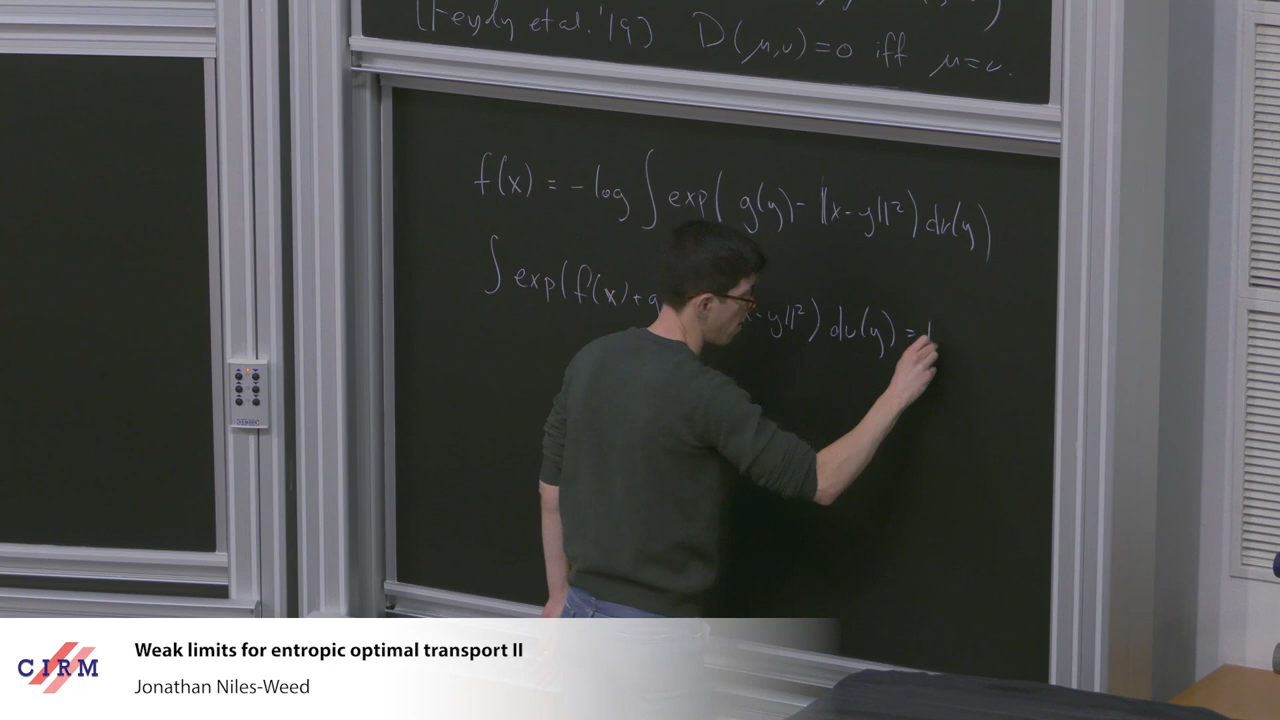 (Feydy et al. '19) D(μ,ν)=0 iff μ=ν.
f(x) = -log ∫ exp( g(y) - ||x-y||²) dν(y))
∫ exp(f(x)+g x-y||²) dν(y) = 1
CIRM
Weak limits for entropic optimal transport II
Jonathan Niles-Weed